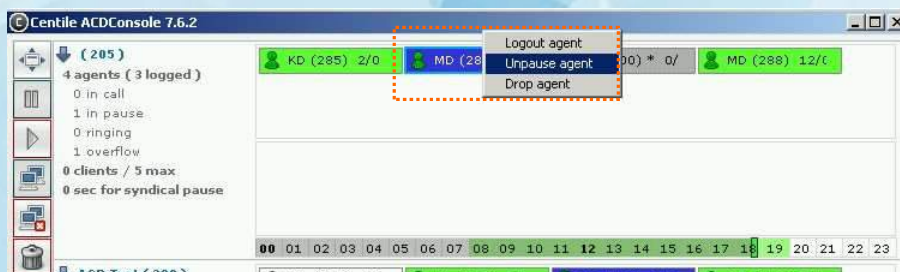 Centile ACDConsole 7.6.2
(205)
4 agents ( 3 logged )
0 in call
1 in pause
0 ringing
1 overflow
0 clients / 5 max
0 sec for syndical pause
KD (285) 2/0
MD (28
00) * 0/
MD (288) 12/(
Logout agent
Unpause agent
Drop agent
00 01 02 03 04 05 06 07 08 09 10 11 12 13 14 15 16 17 18 19 20 21 22 23